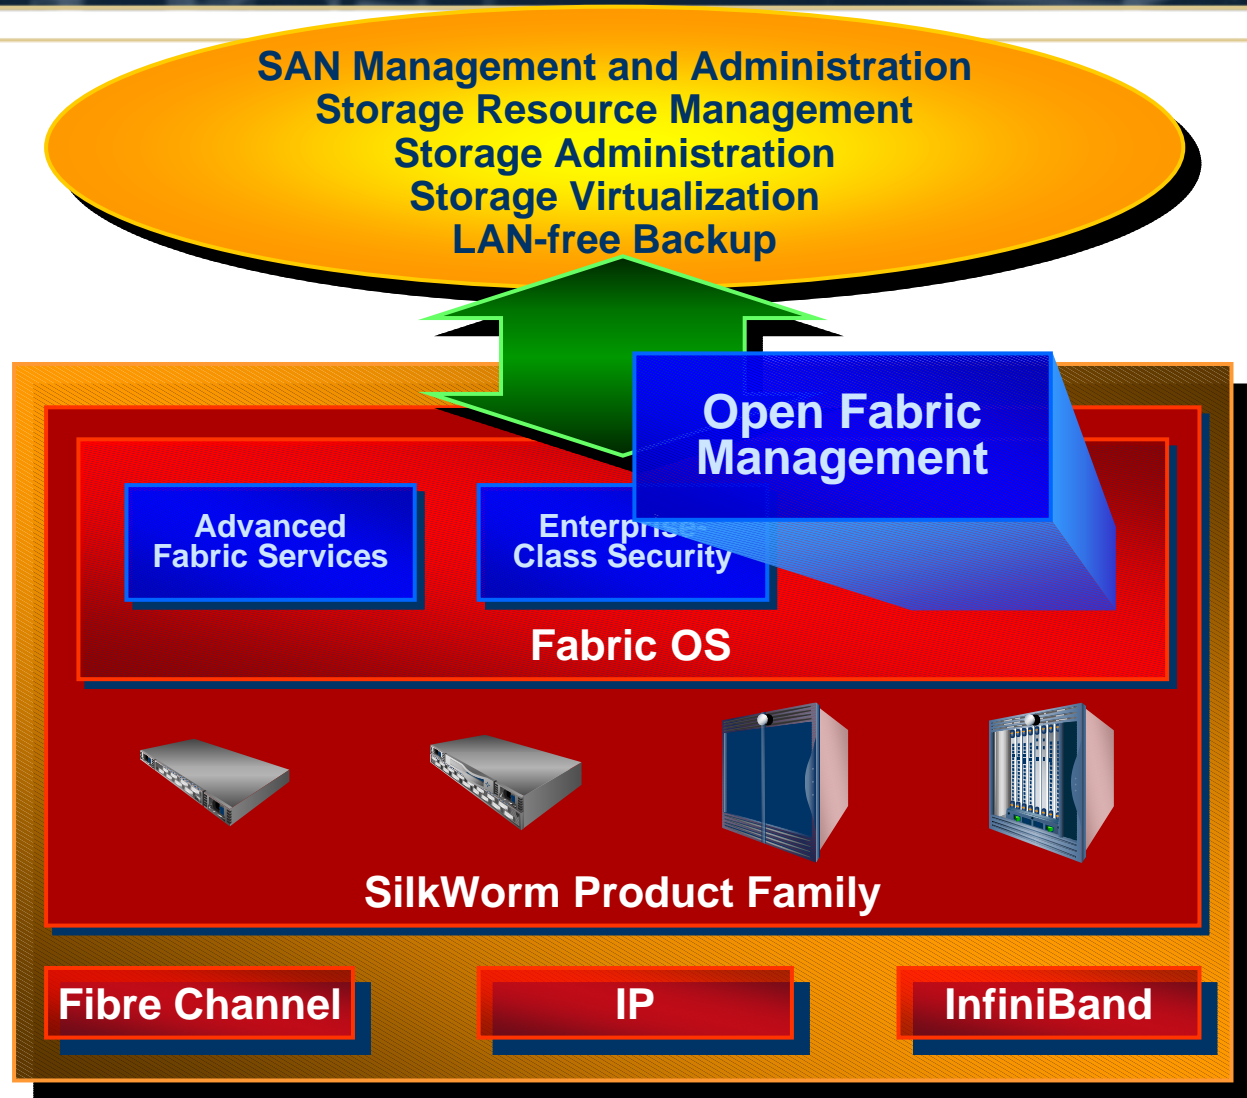 SAN Management and Administration
Storage Resource Management
Storage Administration
Storage Virtualization
LAN-free Backup
Open Fabric
Management
Advanced
Fabric Services
Enterprise-
Class Security
Fabric OS
SilkWorm Product Family
Fibre Channel
IP
InfiniBand